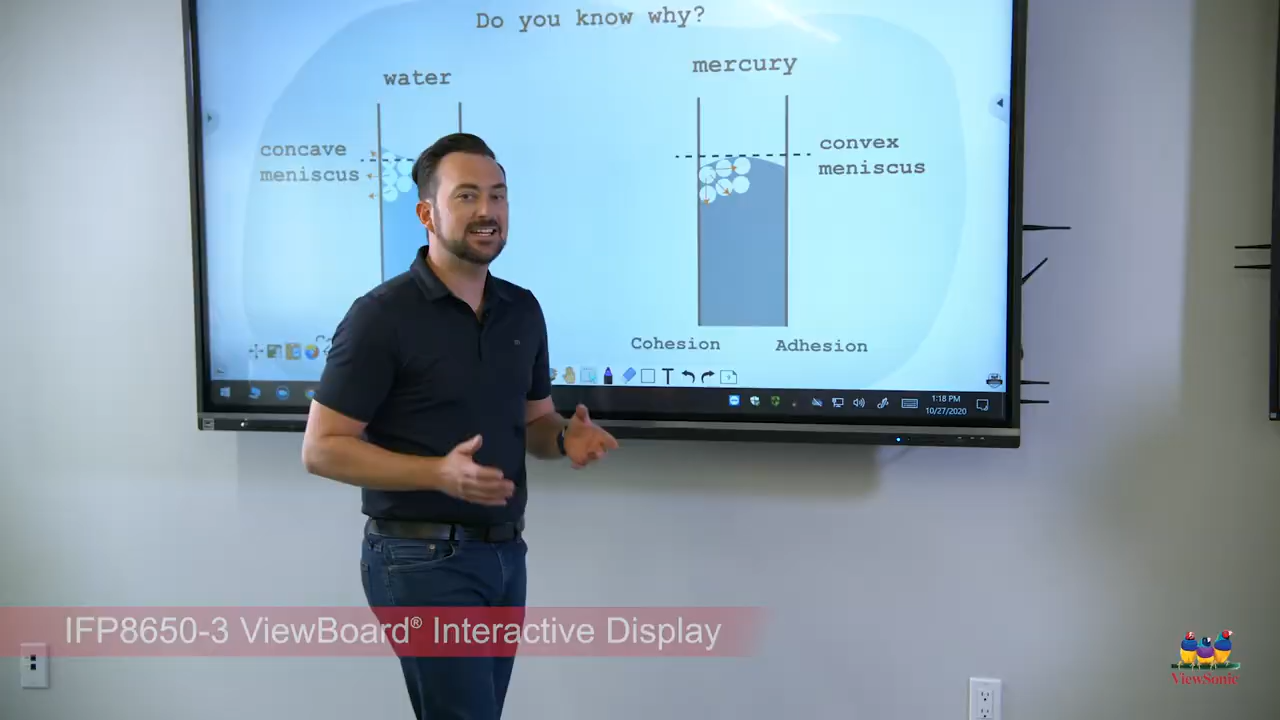 Do you know why?
water
mercury
concave
meniscus
convex
meniscus
Cohesion
Adhesion
T
1:18 PM
10/27/2020
IFP8650-3 ViewBoard® Interactive Display
ViewSonic